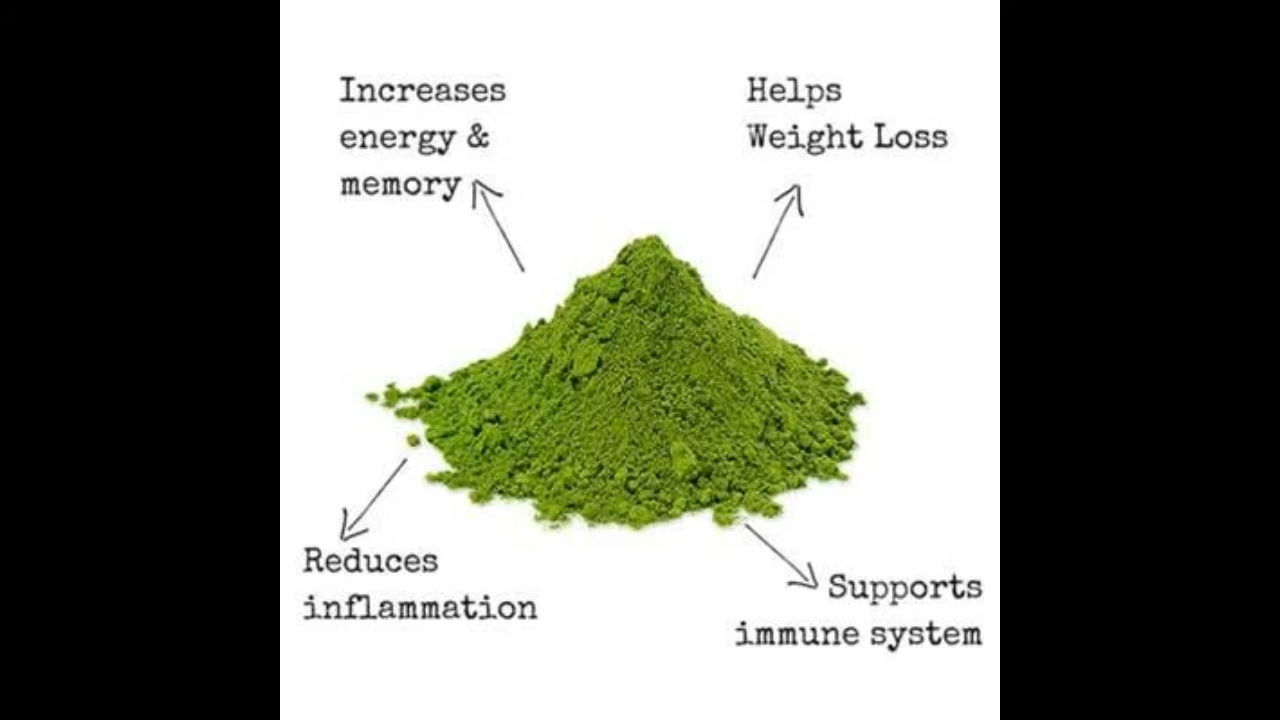 Increases
energy &
memory
Helps
Weight Loss
Reduces
inflammation
Supports
immune system